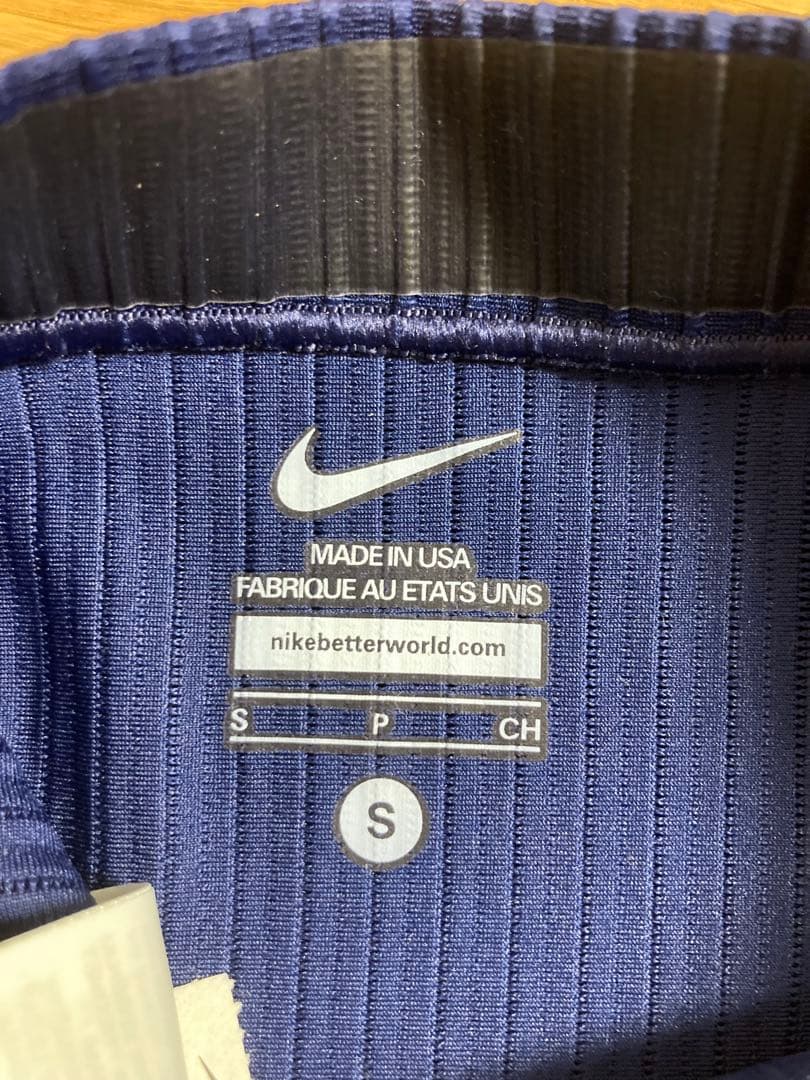 MADE IN USA
FABRIQUE AU ETATS UNIS
nikebetterworld.com
S P CH
S